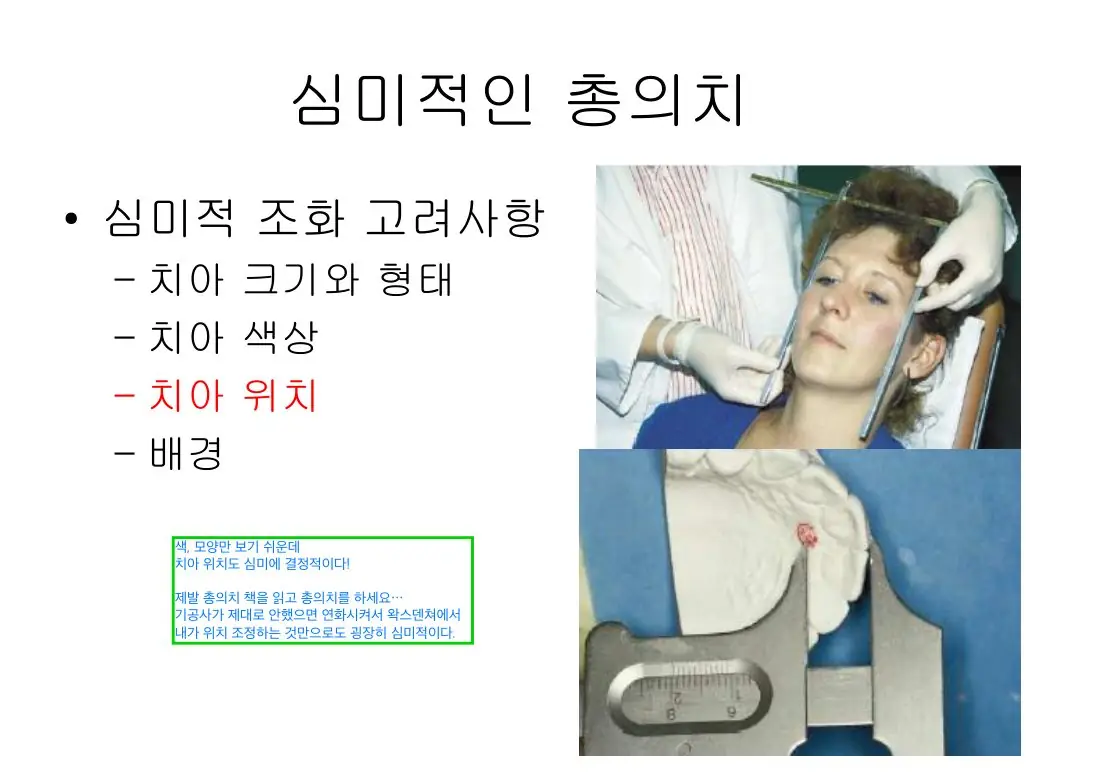 심미적인 총의치
• 심미적 조화 고려사항
– 치아 크기와 형태
– 치아 색상
– 치아 위치
– 배경
색, 모양만 보기 쉬운데
치아 위치도 심미에 결정적이다!
제발 총의치 책을 읽고 총의치를 하세요…
기공사가 제대로 안했으면 연화시켜서 왁스덴쳐에서
내가 위치 조정하는 것만으로도 굉장히 심미적이다.
1 2
6 8